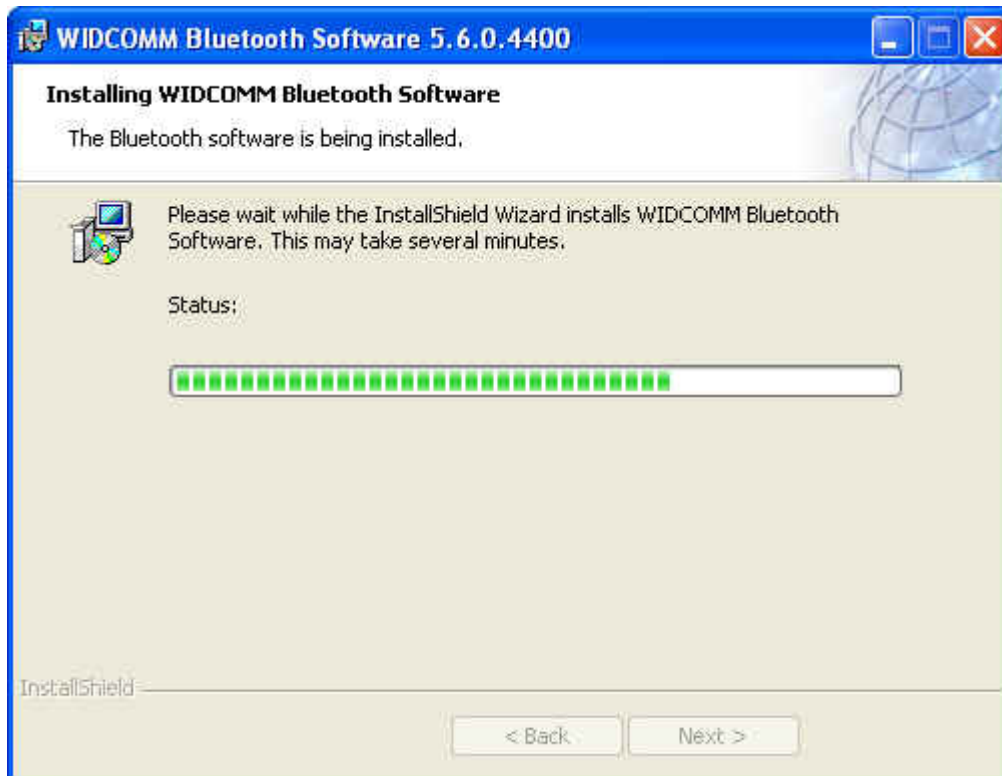 WIDCOMM Bluetooth Software 5.6.0.4400
Installing WIDCOMM Bluetooth Software
The Bluetooth software is being installed.
Please wait while the InstallShield Wizard installs WIDCOMM Bluetooth
Software. This may take several minutes.
Status:
InstallShield
< Back
Next >